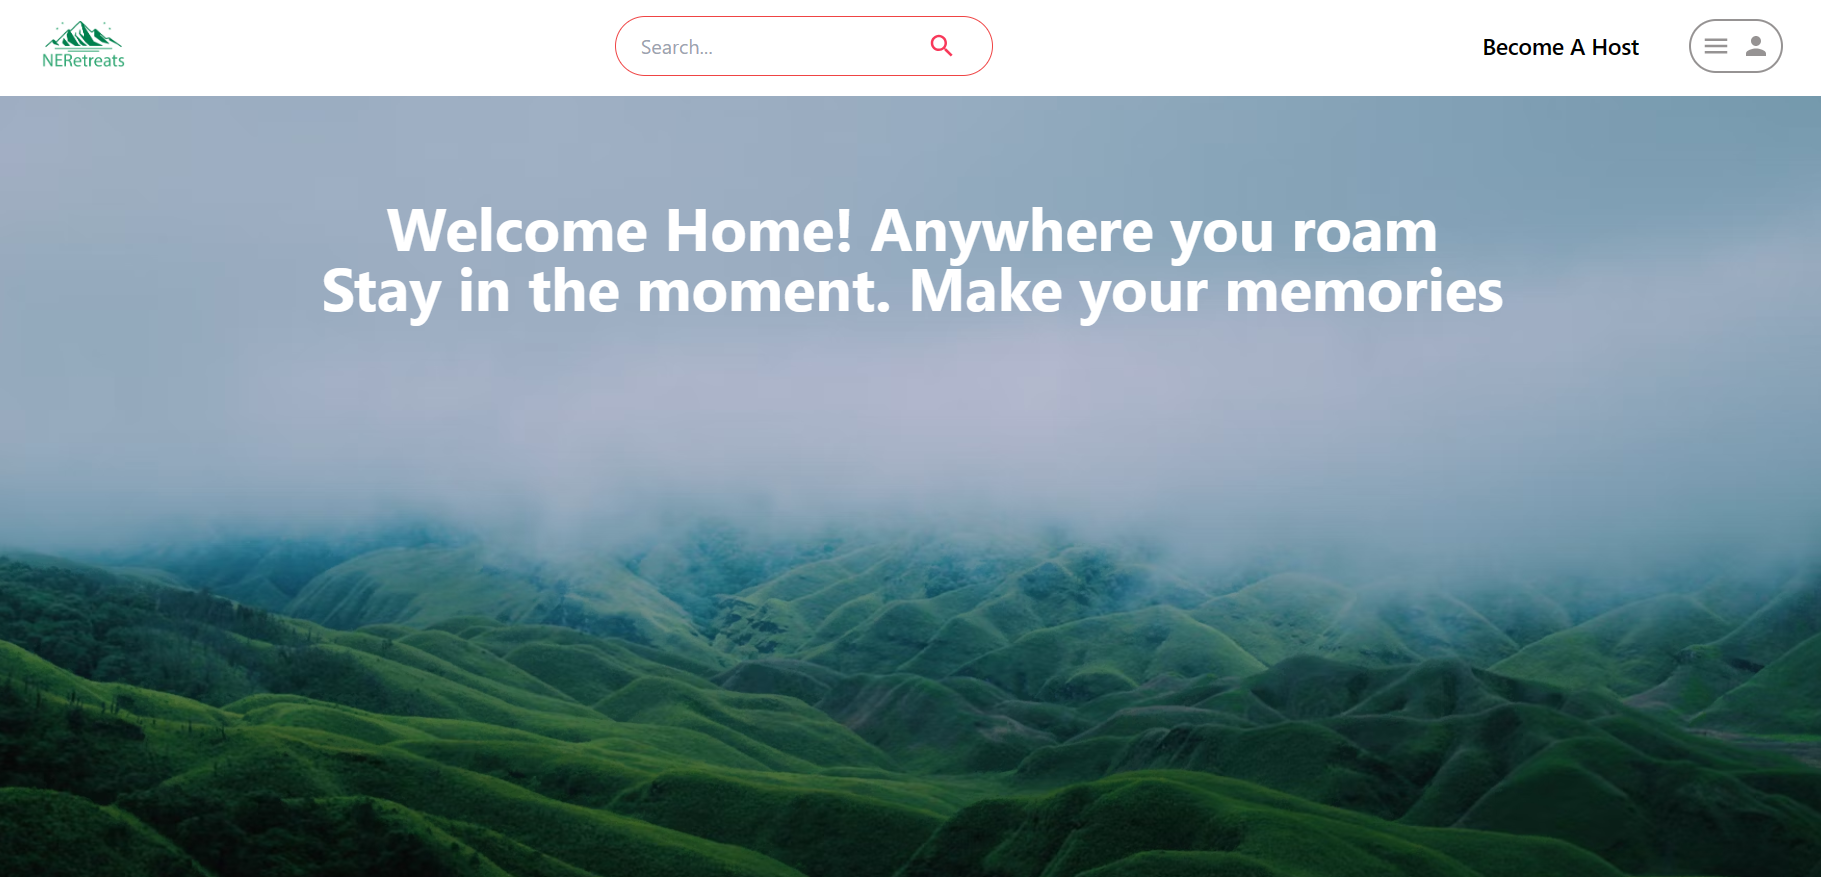 NERetreats
Search...
Become A Host
Welcome Home! Anywhere you roam
Stay in the moment. Make your memories